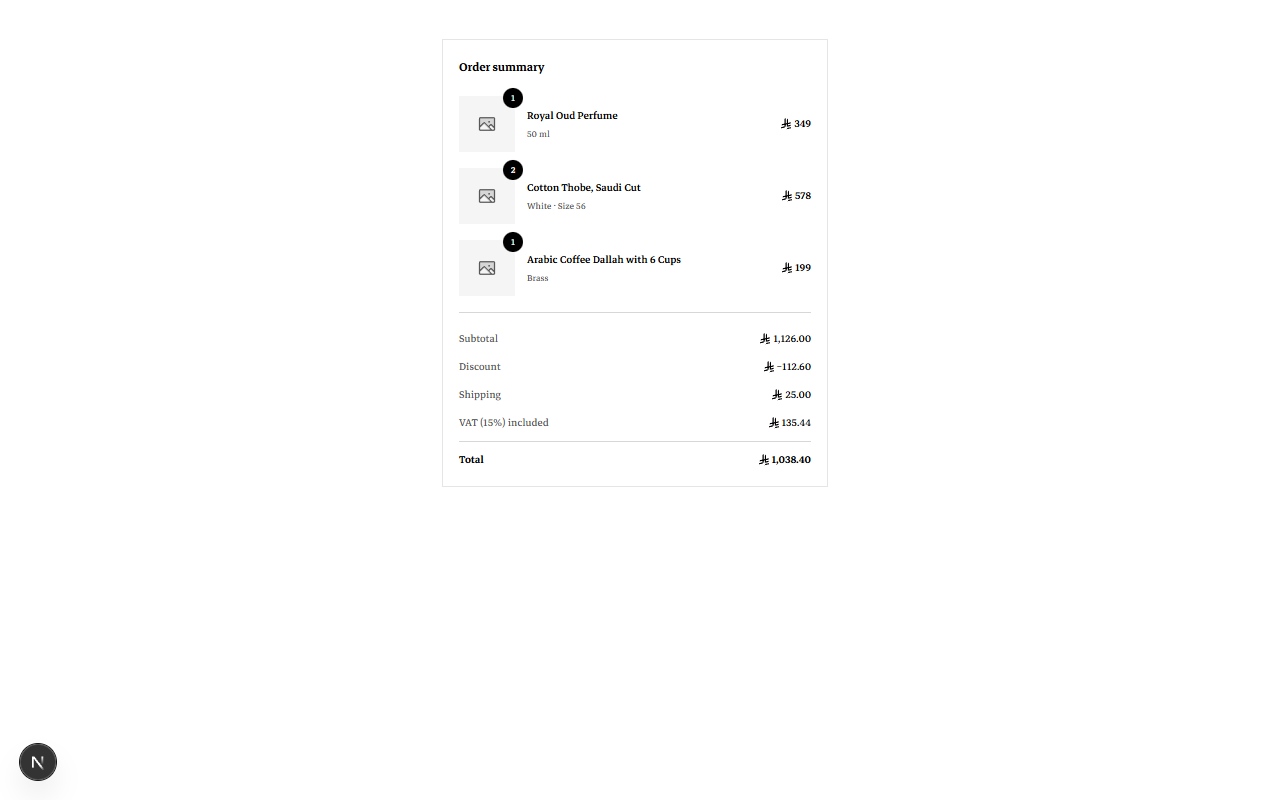 Order summary
1
Royal Oud Perfume
50 ml
⃁ 349
2
Cotton Thobe, Saudi Cut
White · Size 56
⃁ 578
1
Arabic Coffee Dallah with 6 Cups
Brass
⃁ 199
Subtotal ⃁ 1,126.00
Discount ⃁ -112.60
Shipping ⃁ 25.00
VAT (15%) included ⃁ 135.44
Total ⃁ 1,038.40
N